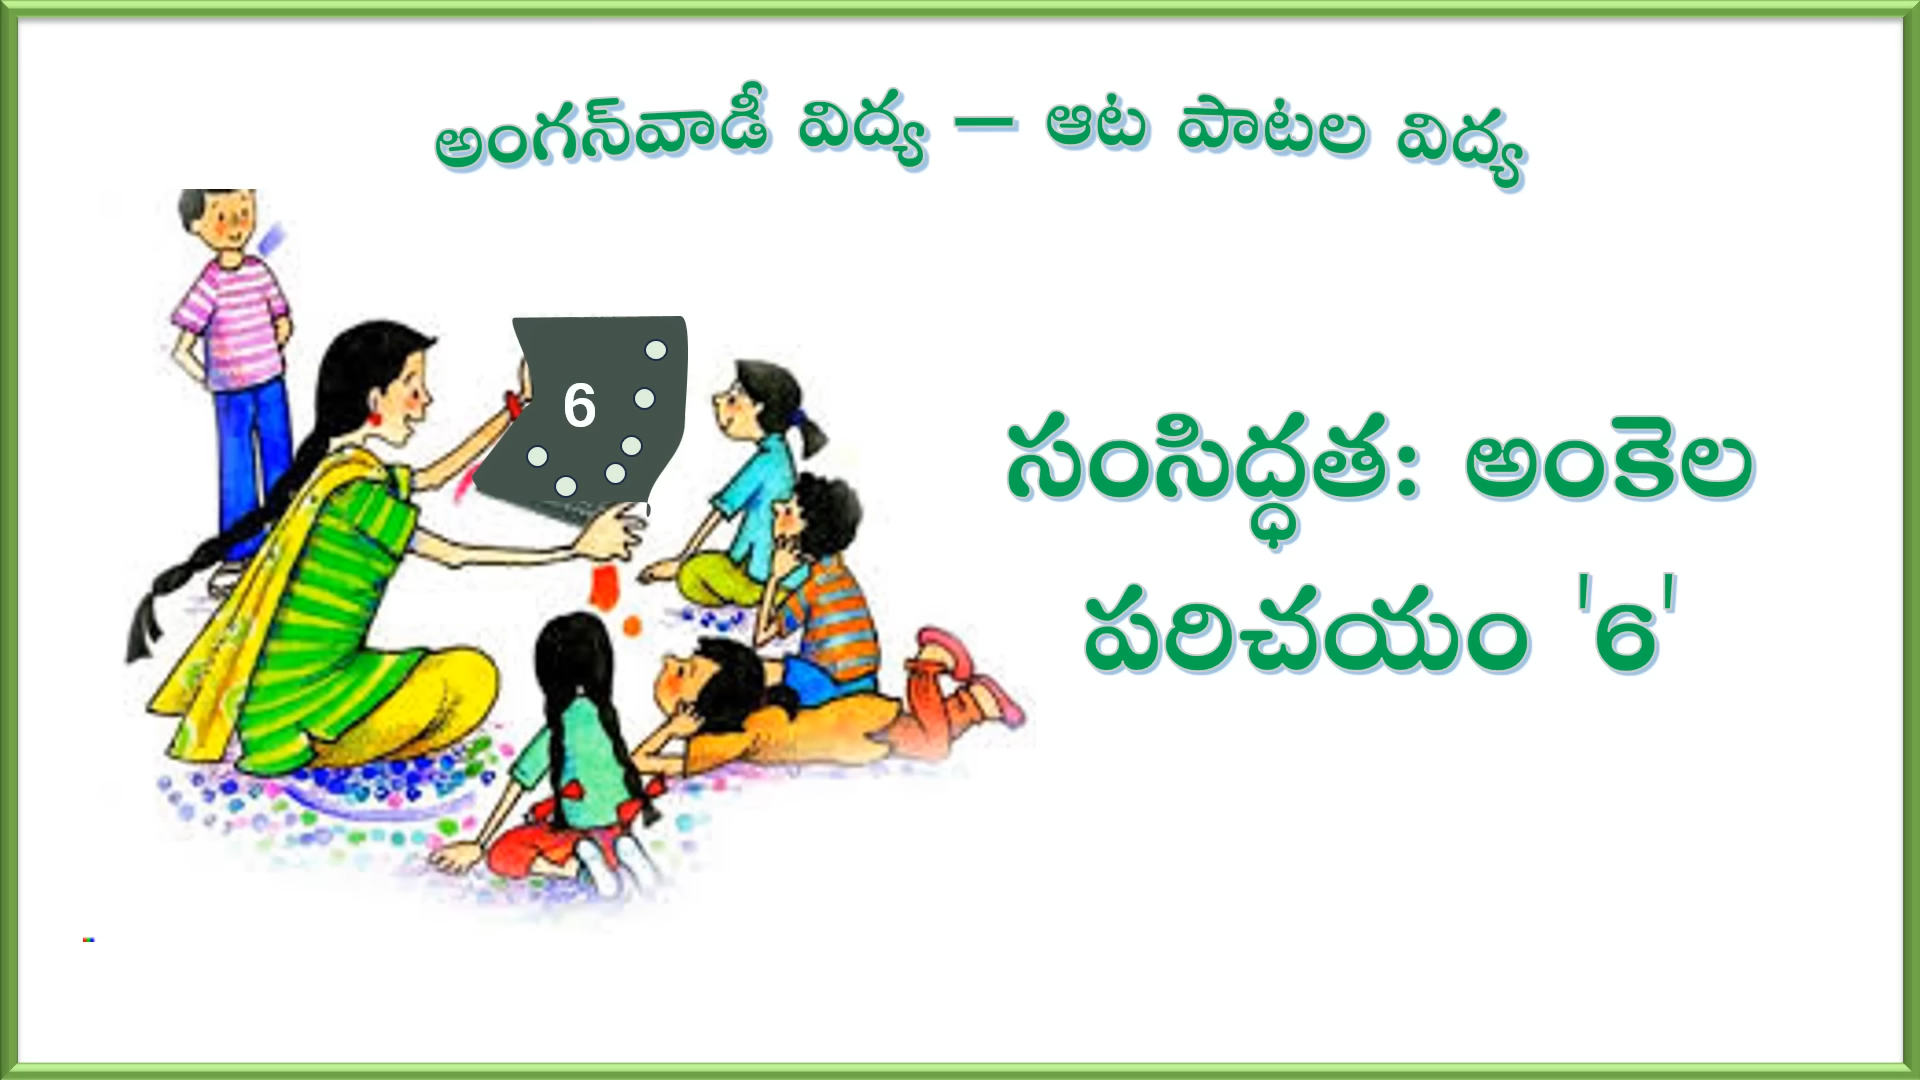 అంగన్‌వాడీ విద్య – ఆట పాటల విద్య
6
సంసిద్ధత: అంకెల
పరిచయం '6'